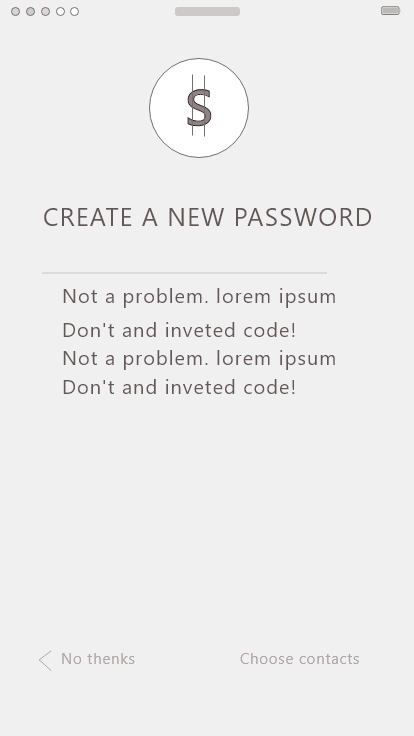 $
CREATE A NEW PASSWORD
Not a problem. lorem ipsum
Don't and inveted code!
Not a problem. lorem ipsum
Don't and inveted code!
No thenks
Choose contacts